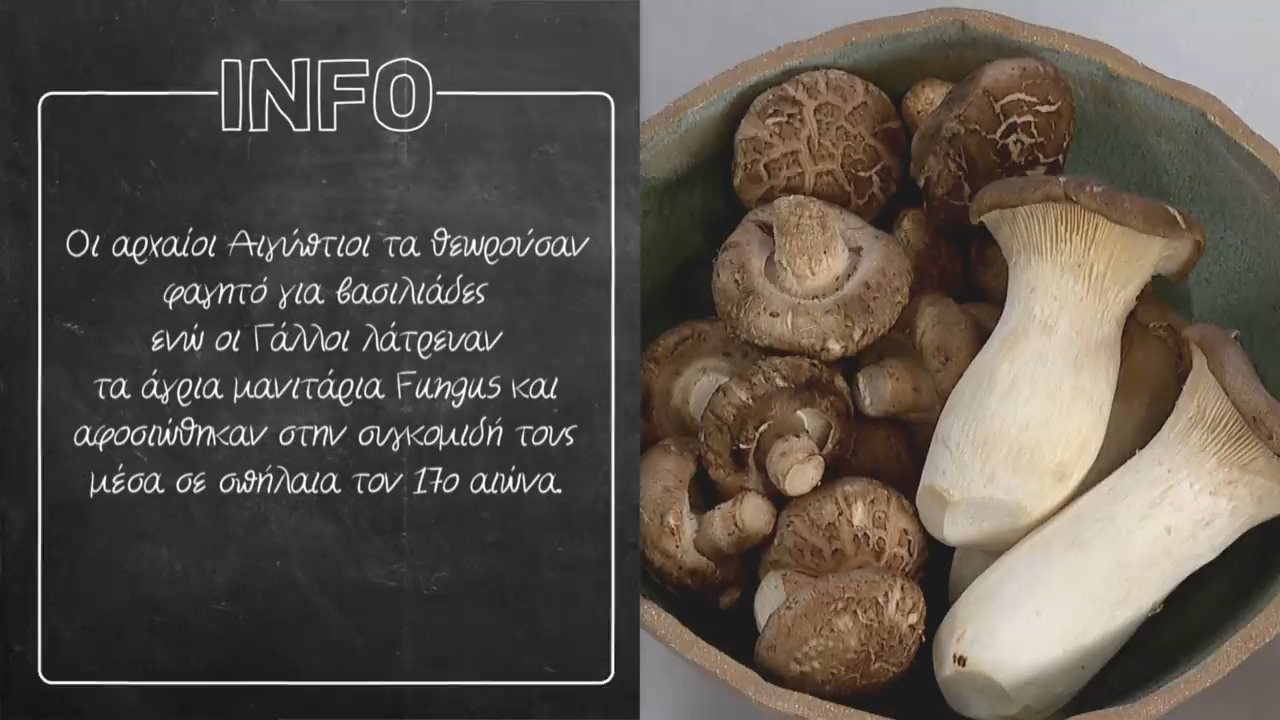 INFO
Οι αρχαίοι Αιγύπτιοι τα θεωρούσαν
φαγητό για βασιλιάδες
ενώ οι Γάλλοι λάτρευαν
τα άγρια μανιτάρια Fungus και
αφοσιώθηκαν στην συγκομιδή τους
μέσα σε σπήλαια τον 17ο αιώνα.